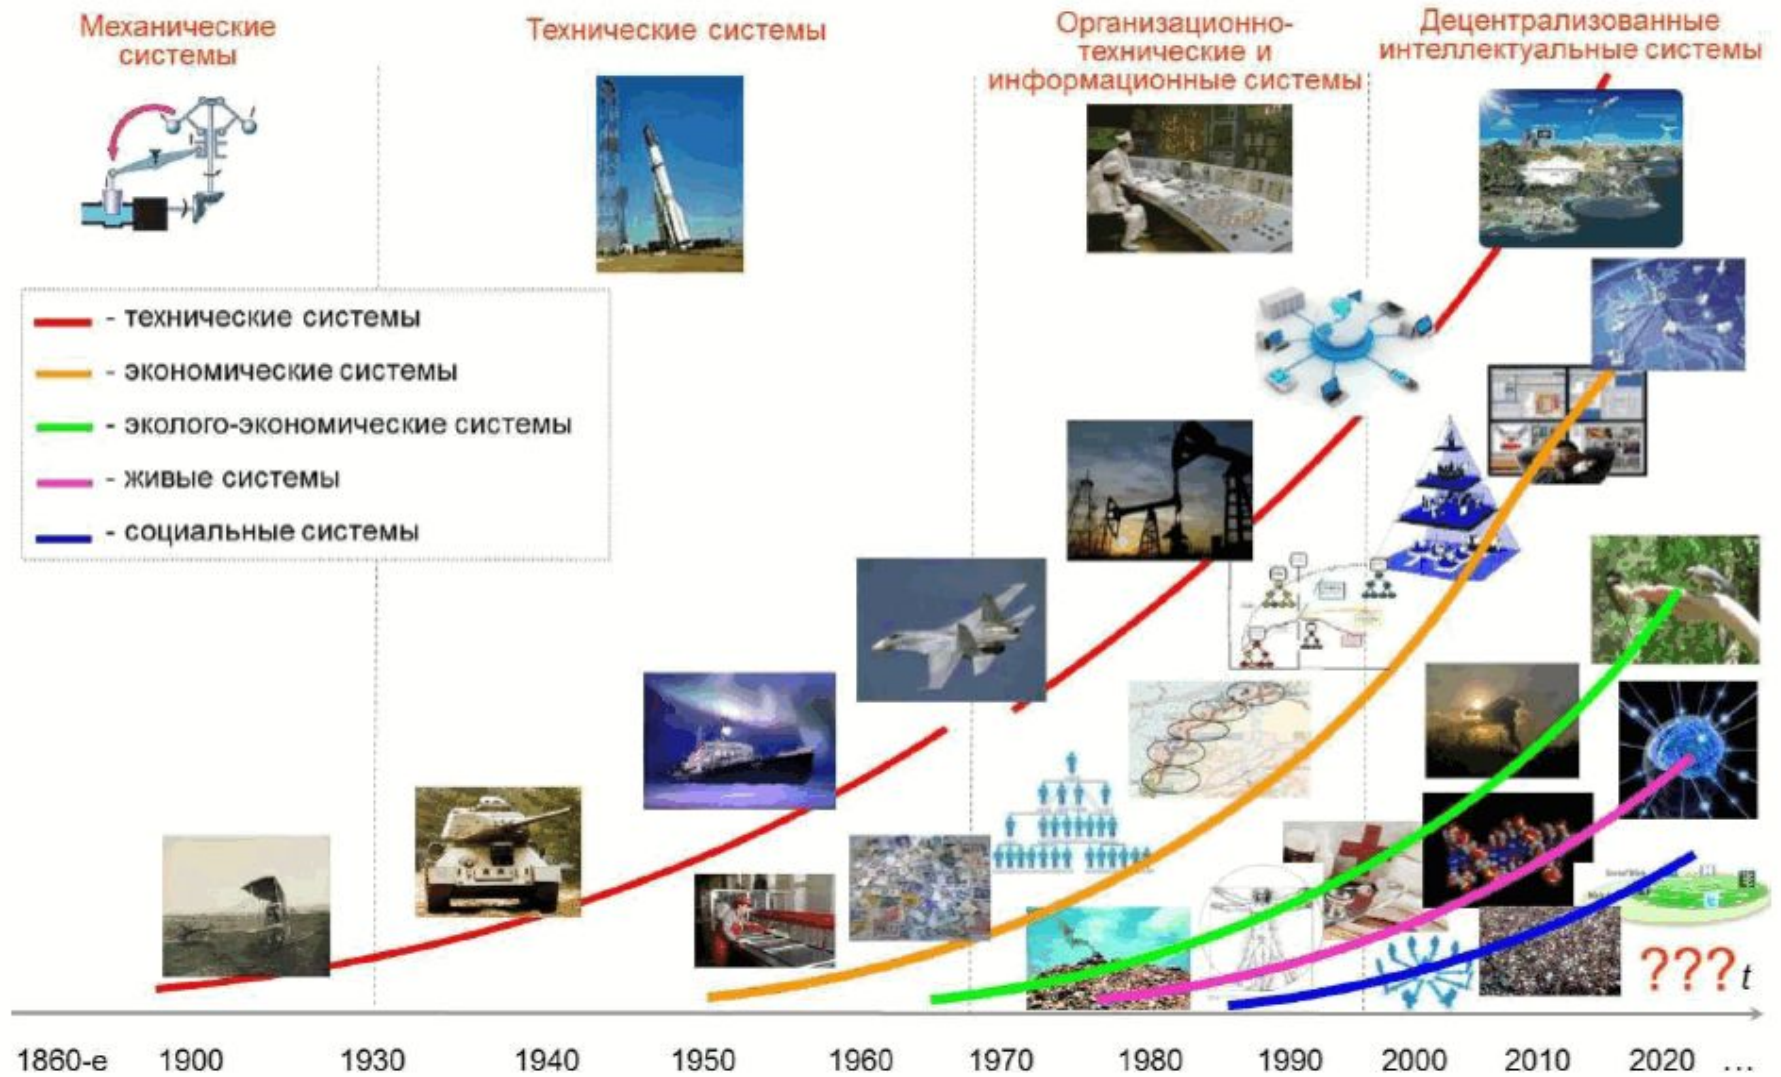 Механические
системы
Технические системы
Организационно-
технические и
информационные системы
Децентрализованные
интеллектуальные системы
- технические системы
- экономические системы
- эколого-экономические системы
- живые системы
- социальные системы
???
t
1860-е 1900 1930 1940 1950 1960 1970 1980 1990 2000 2010 2020 ...